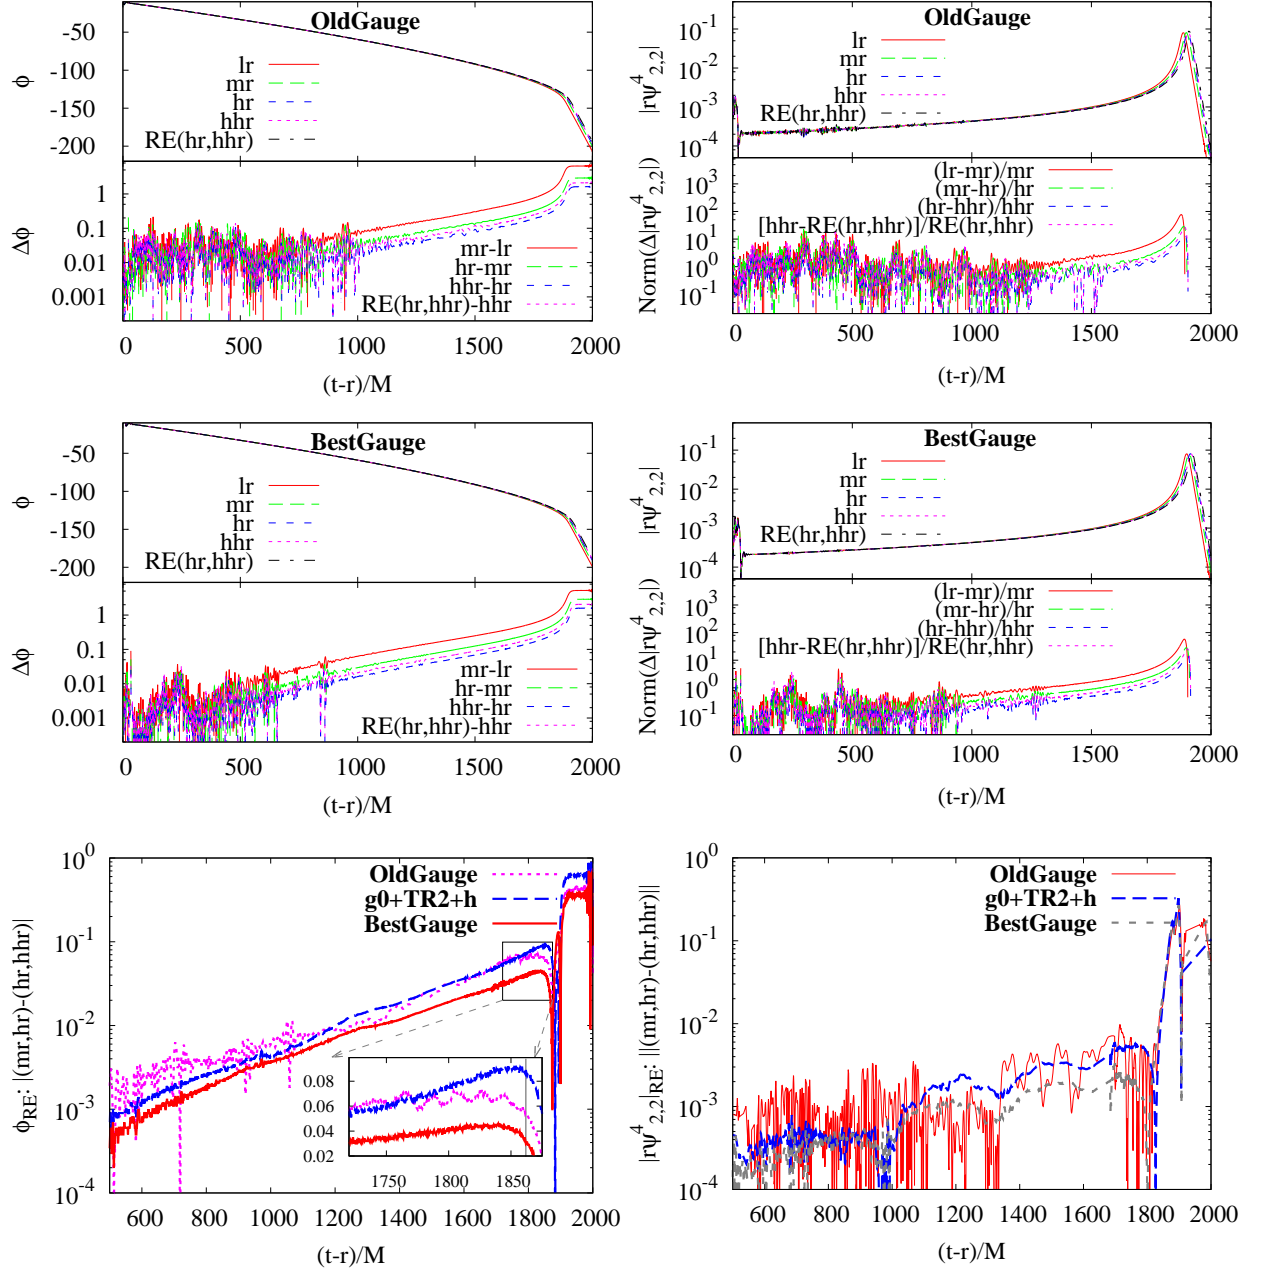 OldGauge
φ
-50
-100
-150
-200
lr
mr
hr
hhr
RE(hr,hhr)
Δφ
1
0.1
0.01
0.001
mr-lr
hr-mr
hhr-hr
RE(hr,hhr)-hhr
0 500 1000 1500 2000
(t-r)/M
OldGauge
|rψ⁴₂,₂|
10⁻¹
10⁻²
10⁻³
10⁻⁴
lr
mr
hr
hhr
RE(hr,hhr)
Norm(Δ|rψ⁴₂,₂|)
10³
10²
10¹
10⁰
10⁻¹
(lr-mr)/mr
(mr-hr)/hr
(hr-hhr)/hhr
[hhr-RE(hr,hhr)]/RE(hr,hhr)
0 500 1000 1500 2000
(t-r)/M
BestGauge
φ
-50
-100
-150
-200
lr
mr
hr
hhr
RE(hr,hhr)
Δφ
1
0.1
0.01
0.001
mr-lr
hr-mr
hhr-hr
RE(hr,hhr)-hhr
0 500 1000 1500 2000
(t-r)/M
BestGauge
|rψ⁴₂,₂|
10⁻¹
10⁻²
10⁻³
10⁻⁴
lr
mr
hr
hhr
RE(hr,hhr)
Norm(Δ|rψ⁴₂,₂|)
10³
10²
10¹
10⁰
10⁻¹
(lr-mr)/mr
(mr-hr)/hr
(hr-hhr)/hhr
[hhr-RE(hr,hhr)]/RE(hr,hhr)
0 500 1000 1500 2000
(t-r)/M
φRE: ||(mr,hr)-(hr,hhr)|
10⁰
10⁻¹
10⁻²
10⁻³
10⁻⁴
OldGauge
g0+TR2+h
BestGauge
0.08
0.06
0.04
0.02
1750 1800 1850
600 800 1000 1200 1400 1600 1800 2000
(t-r)/M
|rψ⁴₂,₂|RE: ||(mr,hr)-(hr,hhr)||
10⁰
10⁻¹
10⁻²
10⁻³
10⁻⁴
OldGauge
g0+TR2+h
BestGauge
600 800 1000 1200 1400 1600 1800 2000
(t-r)/M